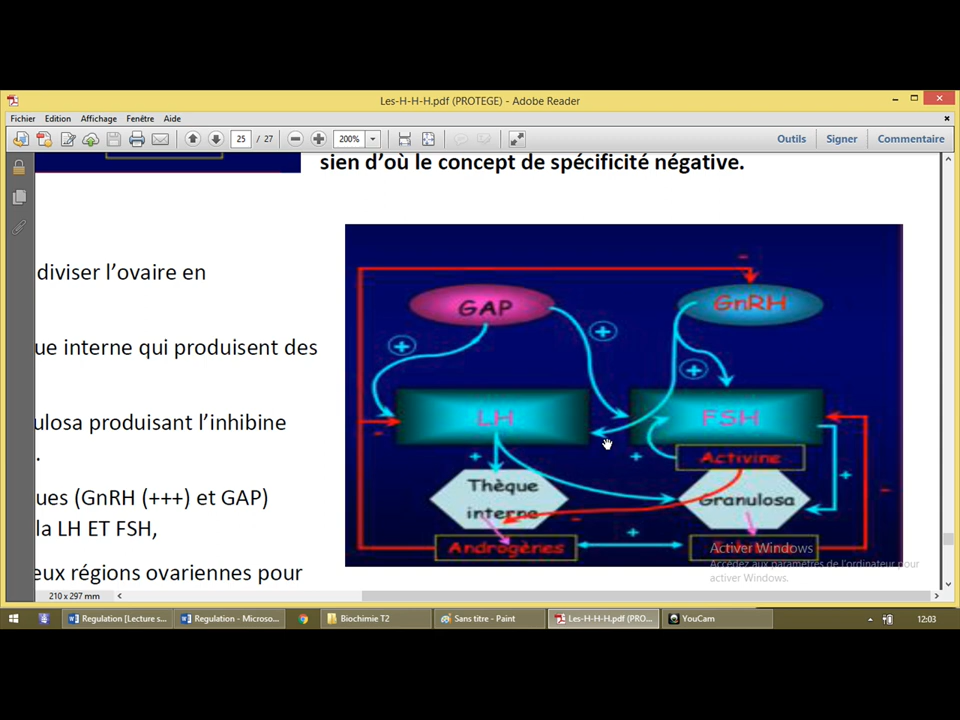 Les-H-H-H.pdf (PROTEGE) - Adobe Reader
Fichier Edition Affichage Fenêtre Aide
25 / 27 200% Outils Signer Commentaire
sien d'où le concept de spécificité négative.
diviser l'ovaire en
ue interne qui produisent des
ulosa produisant l'inhibine
.
ques (GnRH (+++) et GAP)
la LH ET FSH,
eux régions ovariennes pour
-
GAP GnRH
+ +
+
LH FSH
-
+ + Activine
+ -
Thèque
interne
Granulosa
-
+
Androgènes
Activer Windows
Accédez aux paramètres de l'ordinateur pour
activer Windows.
210 x 297 mm
Regulation [Lecture s... Regulation - Microso... Biochimie T2 Sans titre - Paint Les-H-H-H.pdf (PRO... YouCam 12:03